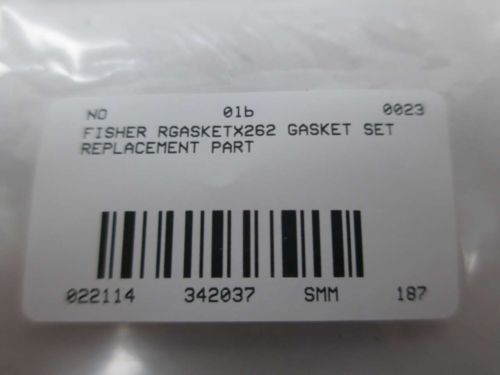 NO 01b 0023
FISHER RGASKETX262 GASKET SET
REPLACEMENT PART
022114 342037 SMM 187